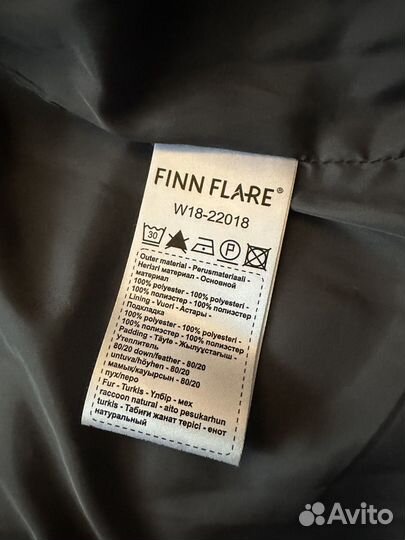 FINN FLARE®
W18-22018
30
P
Outer material - Perusmateriaali -
Негізгі материал - Основной
материал
100% polyester - 100% polyesteri -
100% полиэстер - 100% полиэстер
Lining - Vuori - Астары -
Подкладка
100% polyester - 100% polyesteri -
100% полиэстер - 100% полиэстер
Padding - Täyte - Жылуұстағыш -
Утеплитель
80/20 down/feather - 80/20
untuva/höyhen - 80/20
мамық/қауырсын - 80/20
пух/перо
Fur - Turkis - Үлбір - мех
raccoon natural - aito pesukarhun
turkis - Табиғи жанат терісі - енот
натуральный
Avito